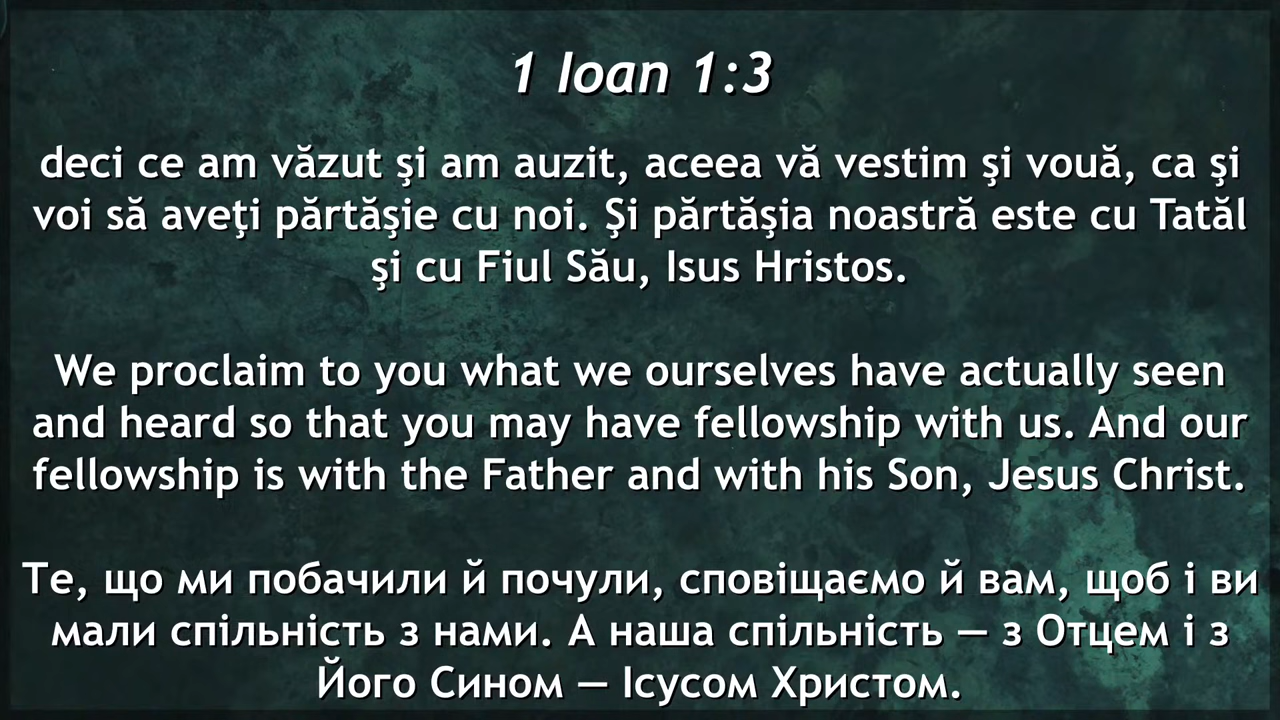 1 Ioan 1:3
deci ce am văzut şi am auzit, aceea vă vestim şi vouă, ca şi
voi să aveţi părtăşie cu noi. Şi părtăşia noastră este cu Tatăl
şi cu Fiul Său, Isus Hristos.
We proclaim to you what we ourselves have actually seen
and heard so that you may have fellowship with us. And our
fellowship is with the Father and with his Son, Jesus Christ.
Те, що ми побачили й почули, сповіщаємо й вам, щоб і ви
мали спільність з нами. А наша спільність — з Отцем і з
Його Сином — Ісусом Христом.